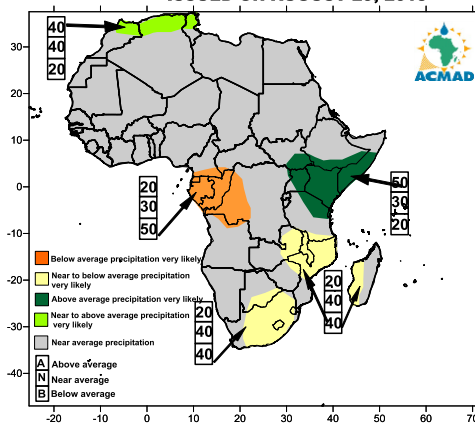 40
40
20
30
20
10
0
-10
-20
-30
-40
ACMAD
20
30
50
50
30
20
20
40
40
20
40
40
Below average precipitation very likely
Near to below average precipitation
very likely
Above average precipitation very likely
Near to above average precipitation
very likely
Near average precipitation
A Above average
N Near average
B Below average
-20 -10 0 10 20 30 40 50 60